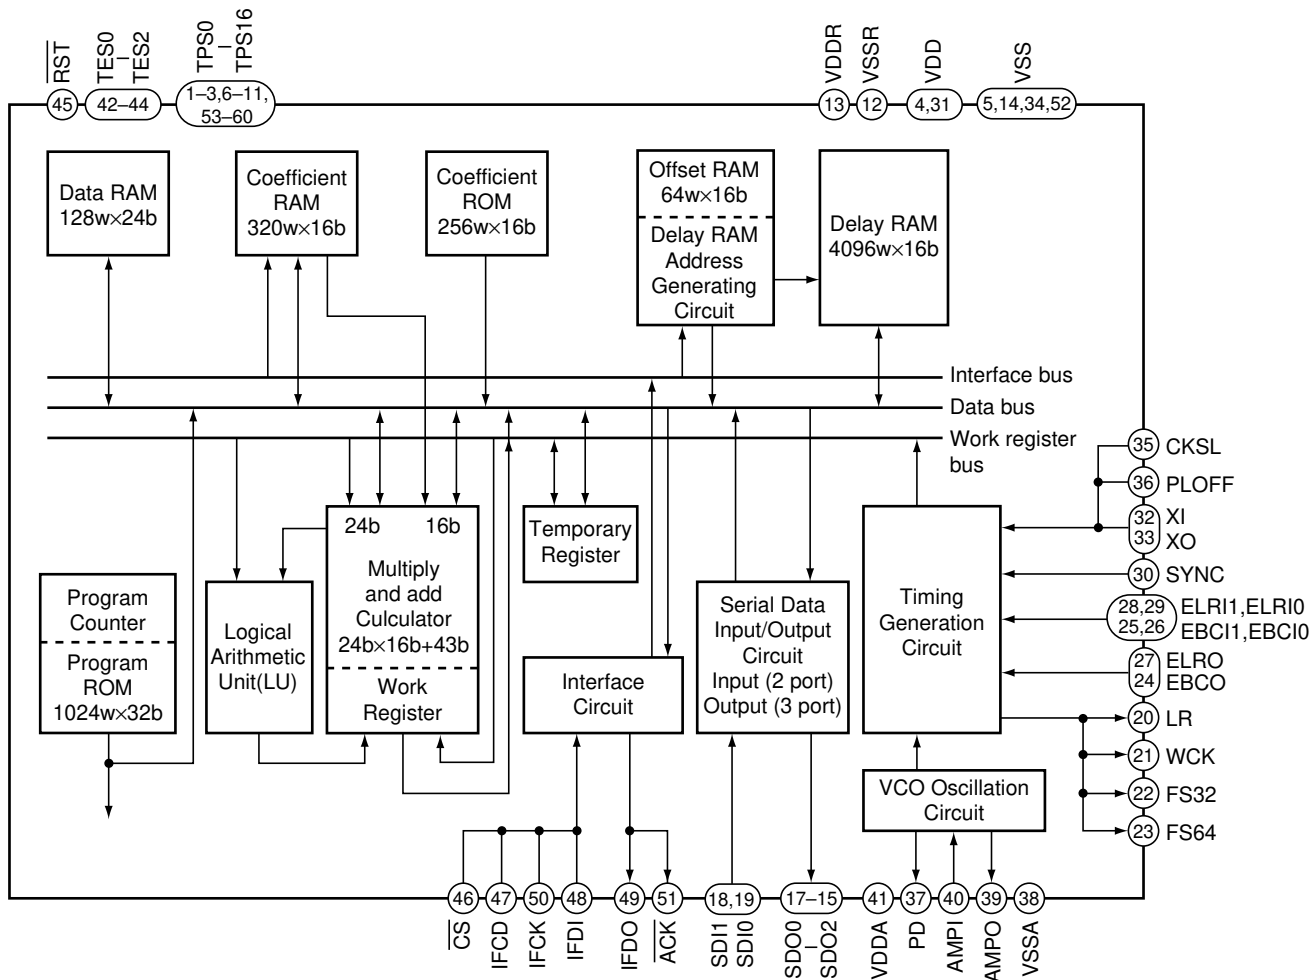 RST
TES0
|
TES2
TPS0
|
TPS16
VDDR
VSSR
VDD
VSS
45
42–44
1–3,6–11,
53–60
13
12
4,31
5,14,34,52
Data RAM
128w×24b
Coefficient
RAM
320w×16b
Coefficient
ROM
256w×16b
Offset RAM
64w×16b
Delay RAM
Address
Generating
Circuit
Delay RAM
4096w×16b
Interface bus
Data bus
Work register
bus
35 CKSL
36 PLOFF
32 XI
33 XO
30 SYNC
28,29 ELRI1,ELRI0
25,26 EBCI1,EBCI0
27 ELRO
24 EBCO
20 LR
21 WCK
22 FS32
23 FS64
Program
Counter
Program
ROM
1024w×32b
Logical
Arithmetic
Unit(LU)
24b 16b
Multiply
and add
Culculator
24b×16b+43b
Work
Register
Temporary
Register
Interface
Circuit
Serial Data
Input/Output
Circuit
Input (2 port)
Output (3 port)
Timing
Generation
Circuit
VCO Oscillation
Circuit
46
47
50
48
49
51
18,19
17–15
41
37
40
39
38
CS
IFCD
IFCK
IFDI
IFDO
ACK
SDI1
SDI0
SDO0
|
SDO2
VDDA
PD
AMPI
AMPO
VSSA